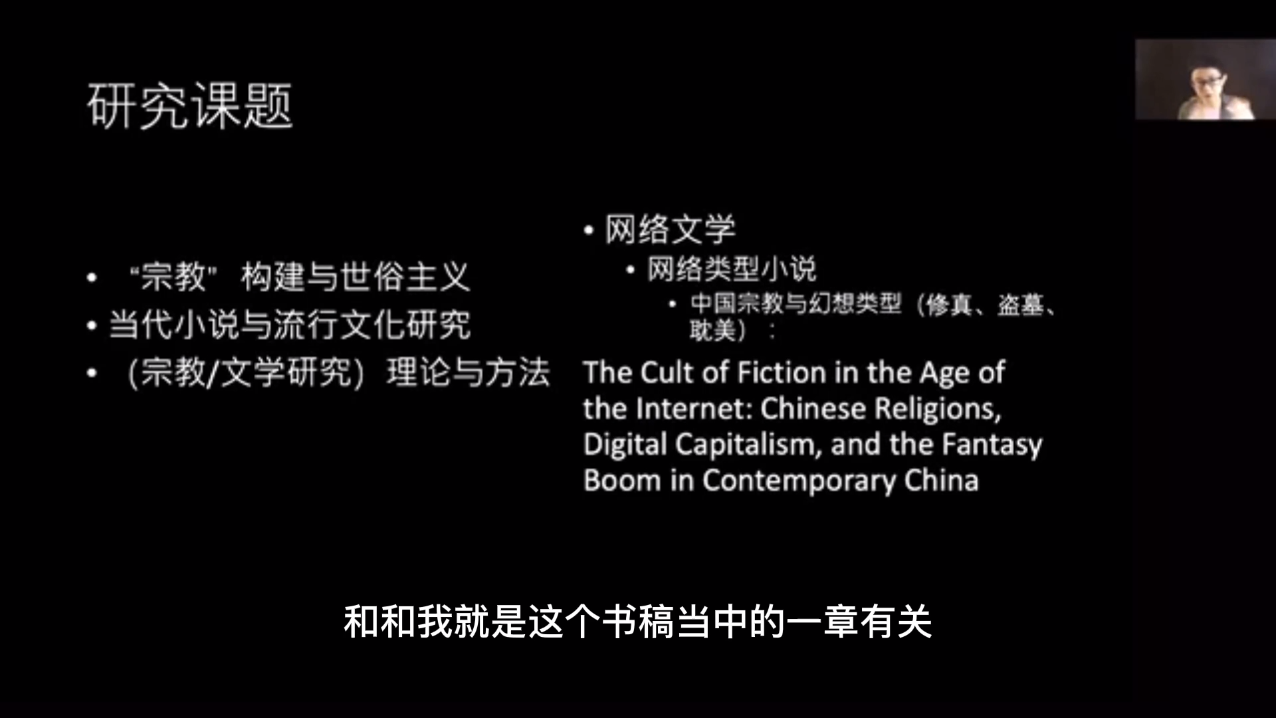 研究课题
• “宗教” 构建与世俗主义
• 当代小说与流行文化研究
• （宗教/文学研究）理论与方法
• 网络文学
• 网络类型小说
• 中国宗教与幻想类型（修真、盗墓、
耽美）：
The Cult of Fiction in the Age of
the Internet: Chinese Religions,
Digital Capitalism, and the Fantasy
Boom in Contemporary China
和和我就是这个书稿当中的一章有关